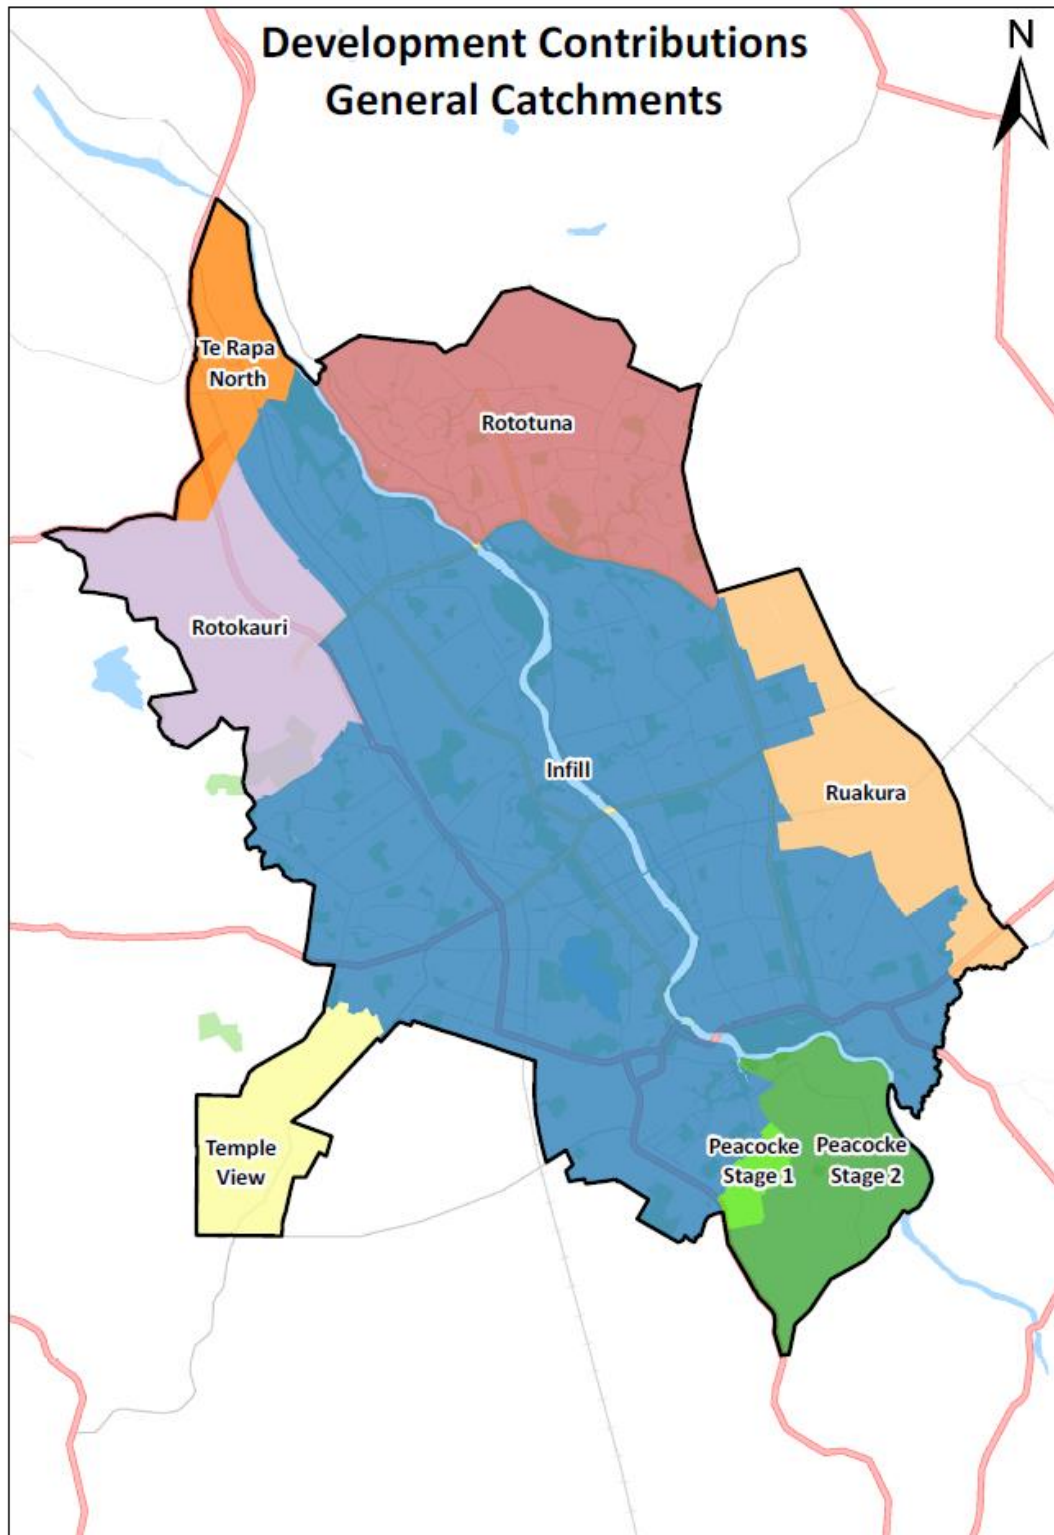 Development Contributions
General Catchments
N
Te Rapa
North
Rototuna
Rotokauri
Infill
Ruakura
Temple
View
Peacocke
Stage 1
Peacocke
Stage 2